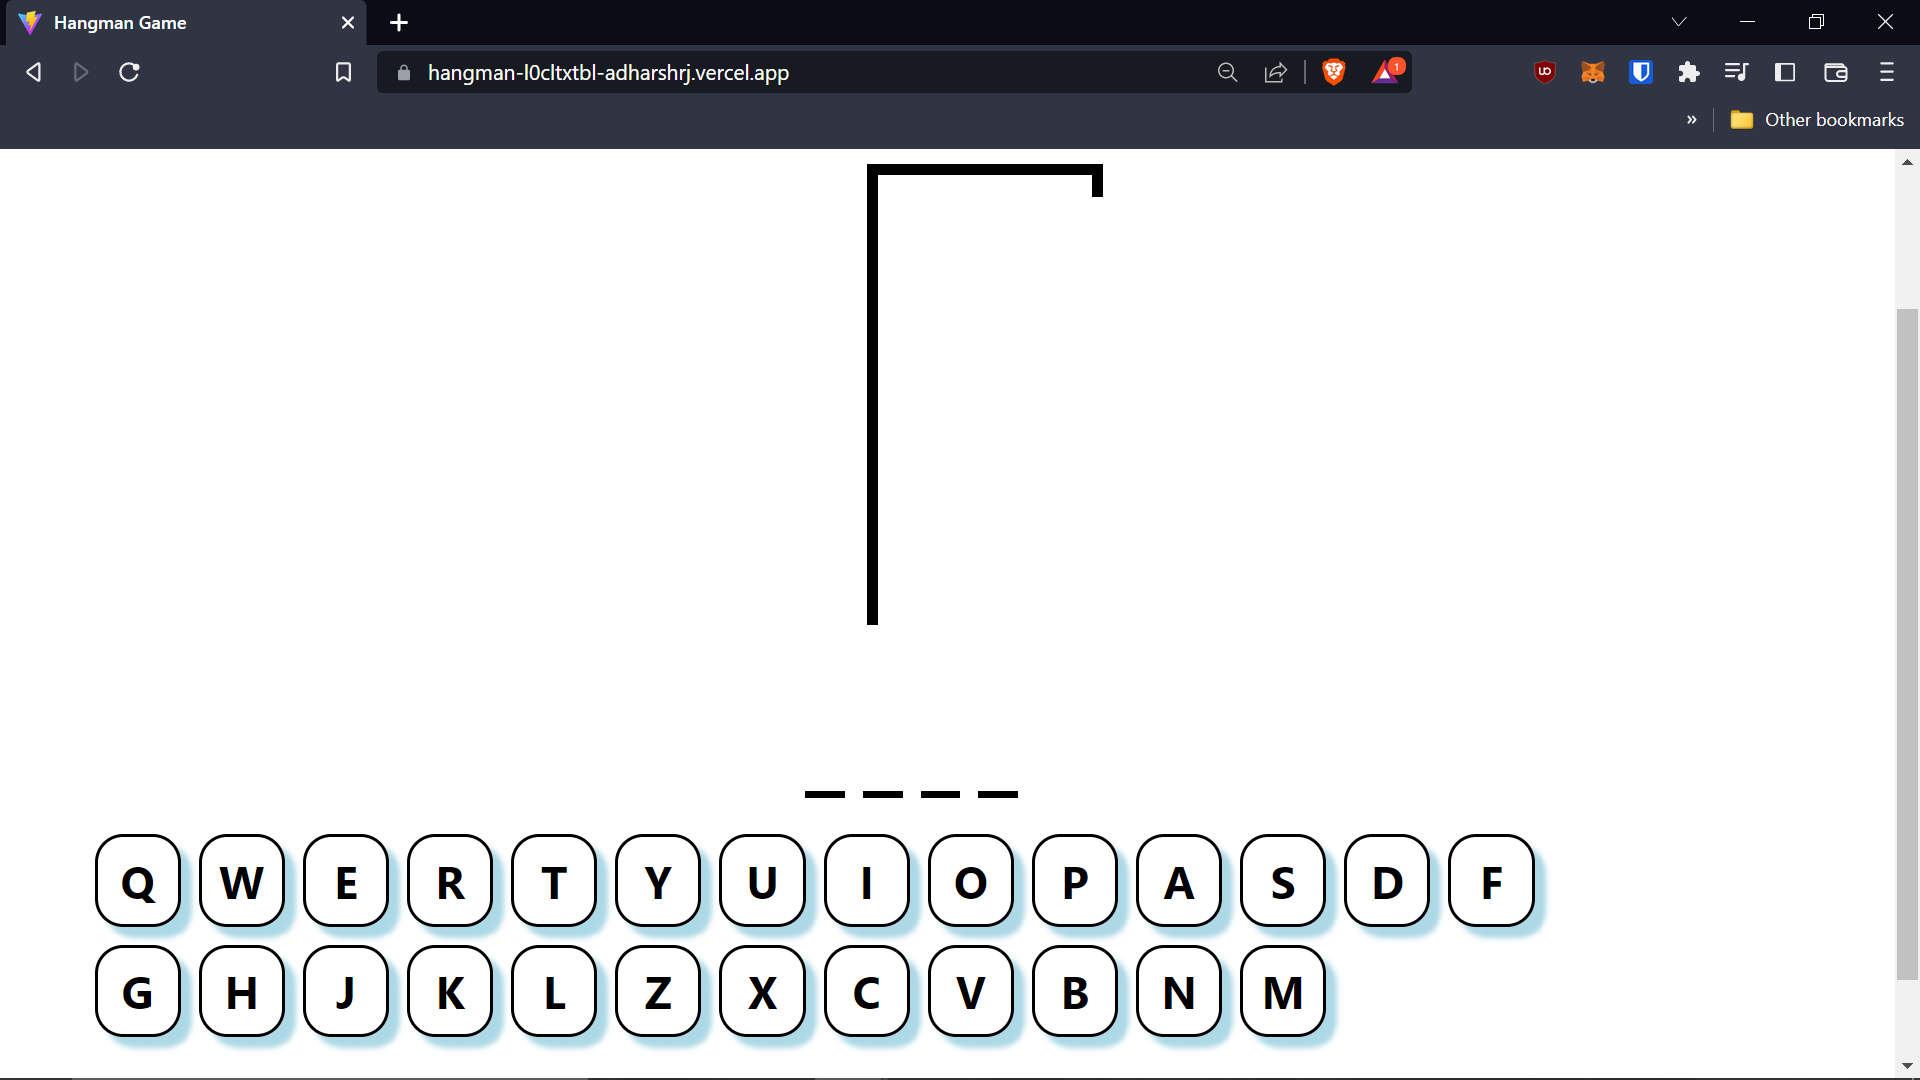 Hangman Game
hangman-l0cltxtbl-adharshrj.vercel.app
1
» Other bookmarks
Q W E R T Y U I O P A S D F
G H J K L Z X C V B N M